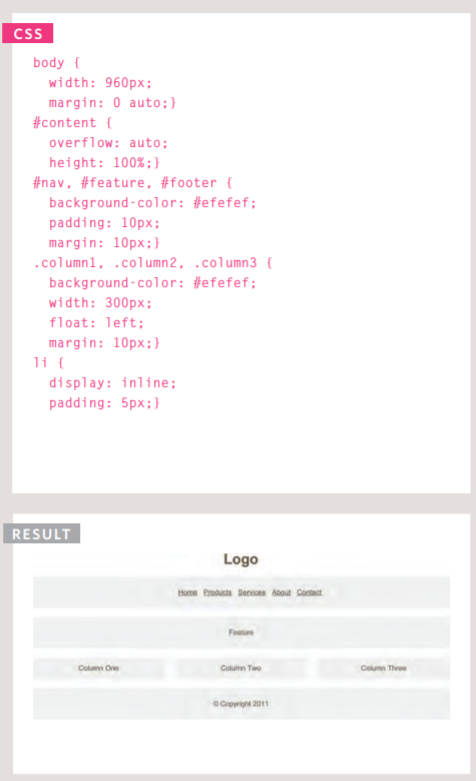 CSS
body {
width: 960px;
margin: 0 auto;}
#content {
overflow: auto;
height: 100%;}
#nav, #feature, #footer {
background-color: #efefef;
padding: 10px;
margin: 10px;}
.column1, .column2, .column3 {
background-color: #efefef;
width: 300px;
float: left;
margin: 10px;}
li {
display: inline;
padding: 5px;}
RESULT
Logo
Home Products Services About Contact
Feature
Column One Column Two Column Three
© Copyright 2011